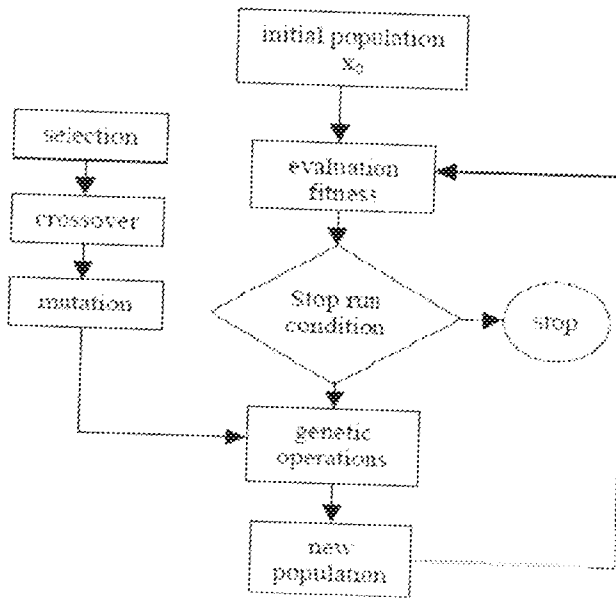 initial population
x₀
selection
evaluation
fitness
crossover
mutation
Stop run
condition
stop
genetic
operations
new
population